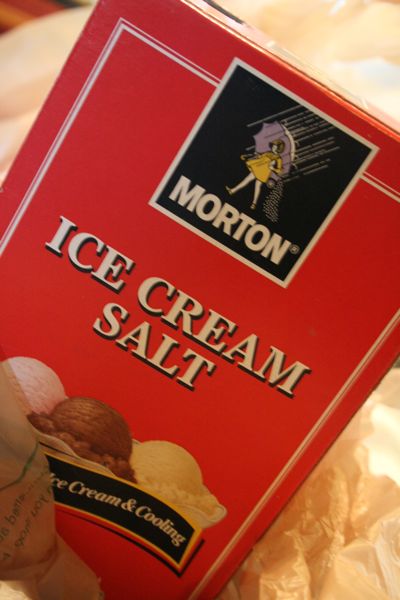 MORTON®
ICE CREAM
SALT
Ice Cream & Cooling